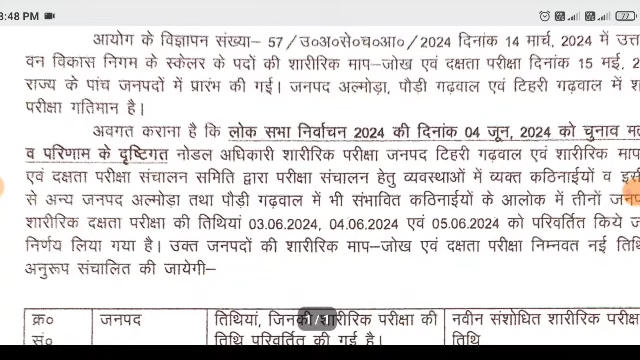 3:48 PM
77
आयोग के विज्ञापन संख्या– 57/उ०अ०से०च०आ०/2024 दिनांक 14 मार्च, 2024 में
वन विकास निगम के स्केलर के पदों की शारीरिक माप–जोख एवं दक्षता परीक्षा दिनांक 15 मई,
राज्य के पांच जनपदों में प्रारंभ की गई। जनपद अल्मोड़ा, पौड़ी गढ़वाल एवं टिहरी गढ़वाल में
परीक्षा गतिमान है।
अवगत कराना है कि लोक सभा निर्वाचन 2024 की दिनांक 04 जून, 2024 को चुनाव
व परिणाम के दृष्टिगत नोडल अधिकारी शारीरिक परीक्षा जनपद टिहरी गढ़वाल एवं शारीरिक माप
एवं दक्षता परीक्षा संचालन समिति द्वारा परीक्षा संचालन हेतु व्यवस्थाओं में व्यक्त कठिनाईयों व
से अन्य जनपद अल्मोड़ा तथा पौड़ी गढ़वाल में भी संभावित कठिनाईयों के आलोक में तीनों
शारीरिक दक्षता परीक्षा की तिथियां 03.06.2024, 04.06.2024 एवं 05.06.2024 को परिवर्तित किये
निर्णय लिया गया है। उक्त जनपदों की शारीरिक माप–जोख एवं दक्षता परीक्षा निम्नवत नई
अनुरूप संचालित की जायेगी–
क्र० जनपद तिथियां, जिनकी शारीरिक परीक्षा की नवीन संशोधित शारीरिक परीक्षा
सं० तिथि परिवर्तित की गई है। तिथि
1/1